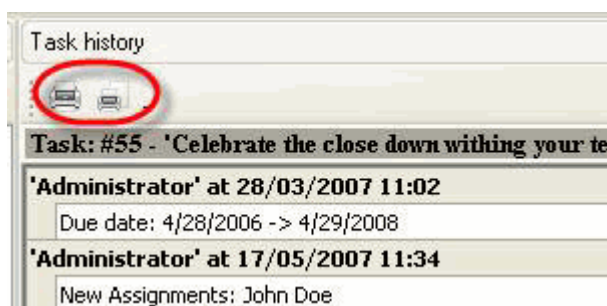 Task history
Task: #55 - 'Celebrate the close down withing your te
'Administrator' at 28/03/2007 11:02
Due date: 4/28/2006 -> 4/29/2008
'Administrator' at 17/05/2007 11:34
New Assignments: John Doe